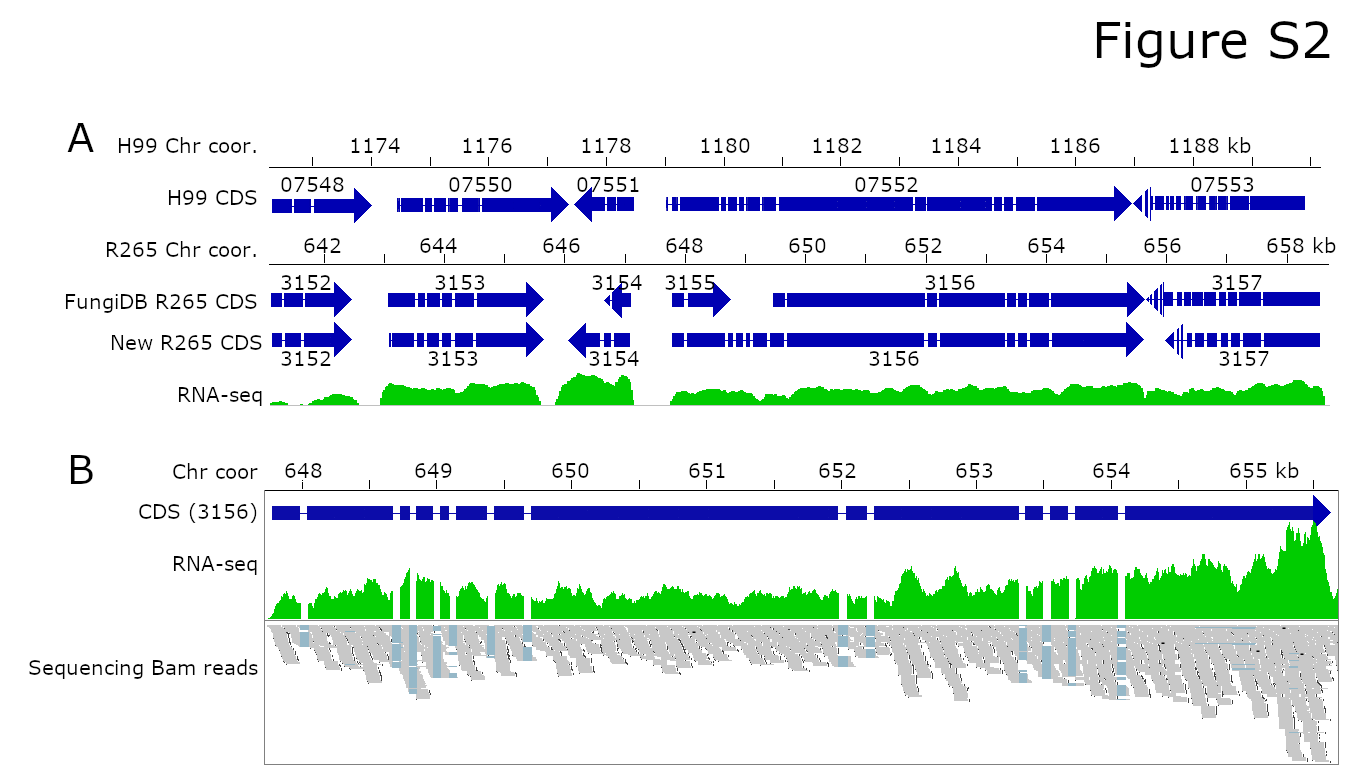 Figure S2
A
H99 Chr coor. 1174 1176 1178 1180 1182 1184 1186 1188 kb
07548 07550 07551 07552 07553
H99 CDS
R265 Chr coor. 642 644 646 648 650 652 654 656 658 kb
3152 3153 3154 3155 3156 3157
FungiDB R265 CDS
New R265 CDS
3152 3153 3154 3156 3157
RNA-seq
B
Chr coor 648 649 650 651 652 653 654 655 kb
CDS (3156)
RNA-seq
Sequencing Bam reads